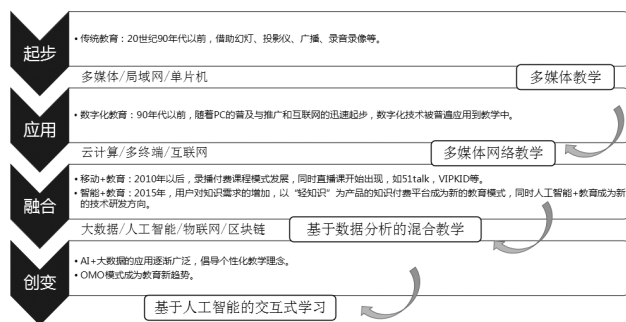 起步
• 传统教育：20世纪90年代以前，借助幻灯、投影仪、广播、录音录像等。
多媒体/局域网/单片机
多媒体教学
应用
• 数字化教育：90年代以前，随着PC的普及与推广和互联网的迅速起步，数字化技术被普遍应用到教学中。
云计算/多终端/互联网
多媒体网络教学
融合
• 移动+教育：2010年以后，录播付费课程模式发展，同时直播课开始出现，如51talk，VIPKID等。
• 智能+教育：2015年，用户对知识需求的增加，以“轻知识”为产品的知识付费平台成为新的教育模式，同时人工智能+教育成为新
的技术研发方向。
大数据/人工智能/物联网/区块链
基于数据分析的混合教学
创变
• AI+大数据的应用逐渐广泛，倡导个性化教学理念。
• OMO模式成为教育新趋势。
基于人工智能的交互式学习